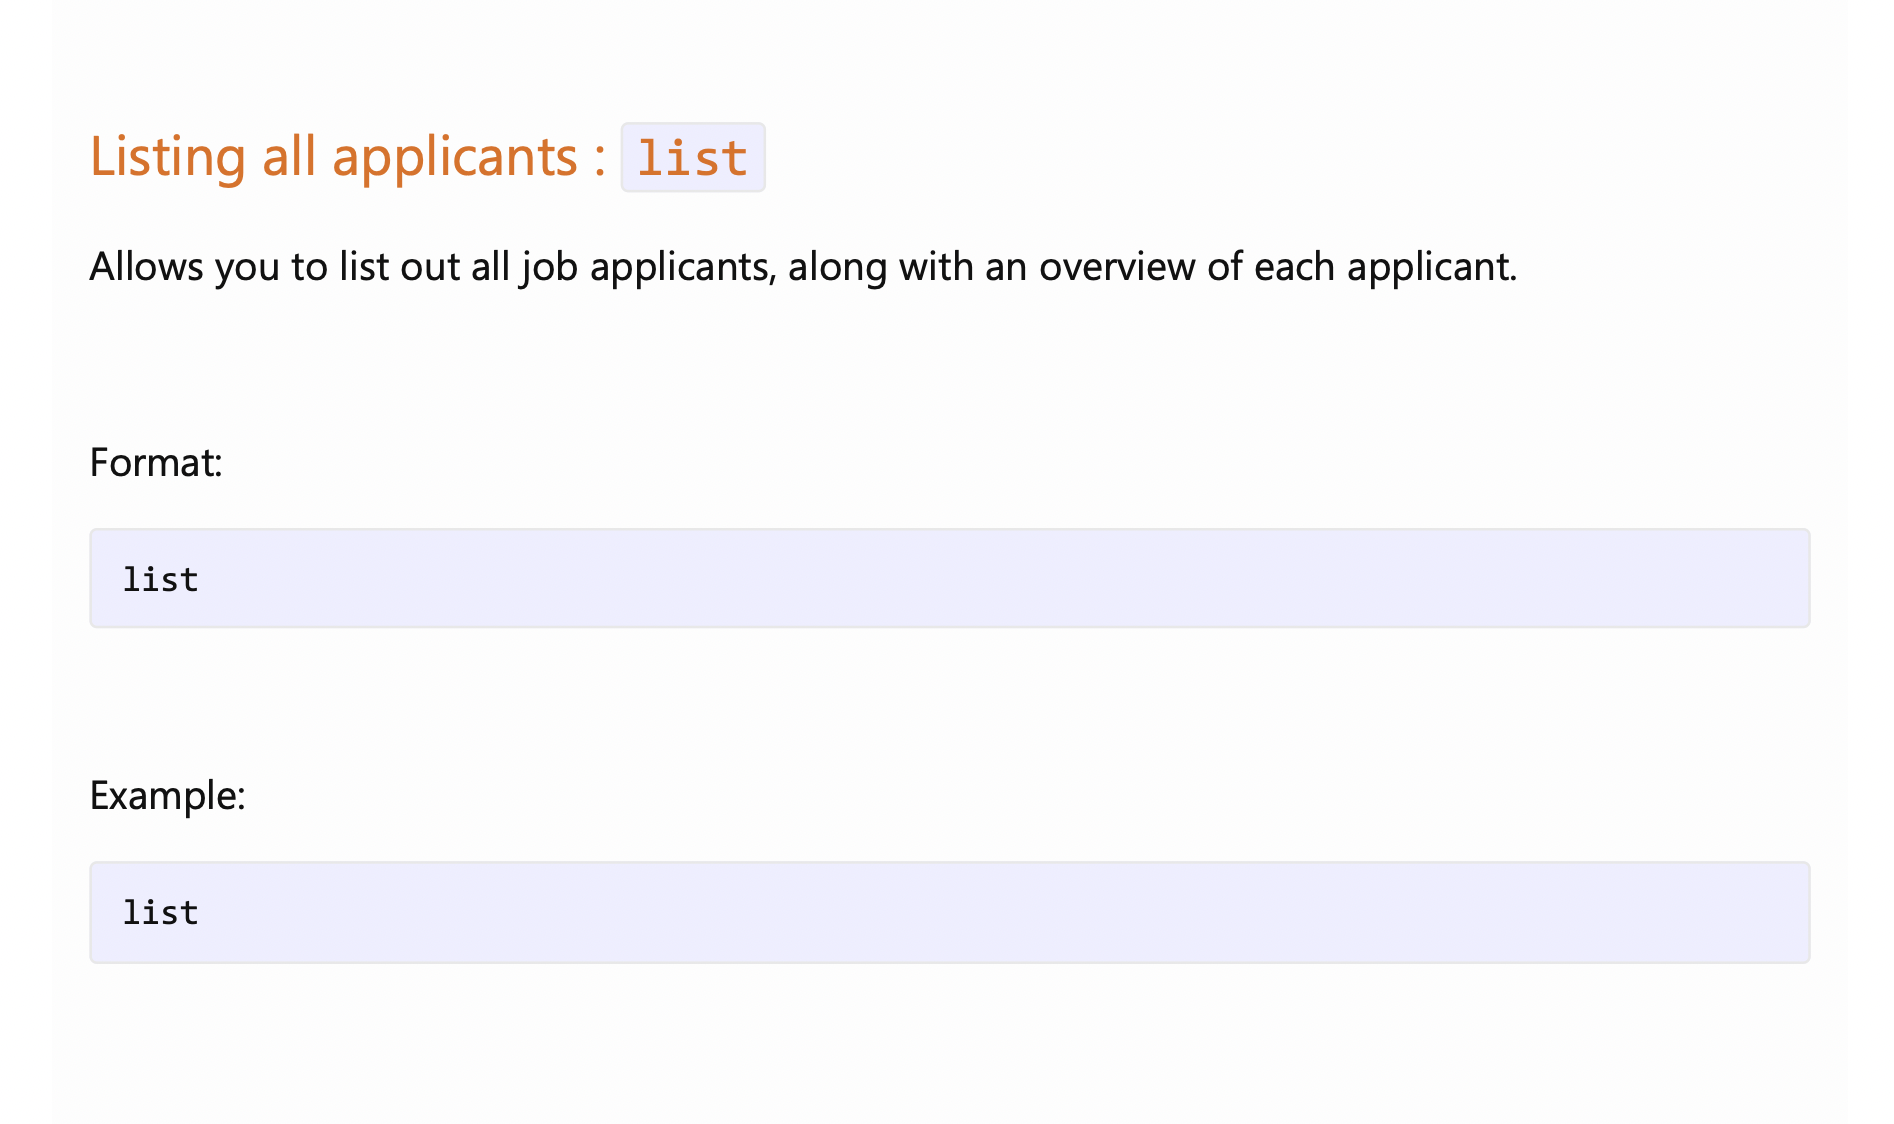 Listing all applicants : list
Allows you to list out all job applicants, along with an overview of each applicant.
Format:
list
Example:
list